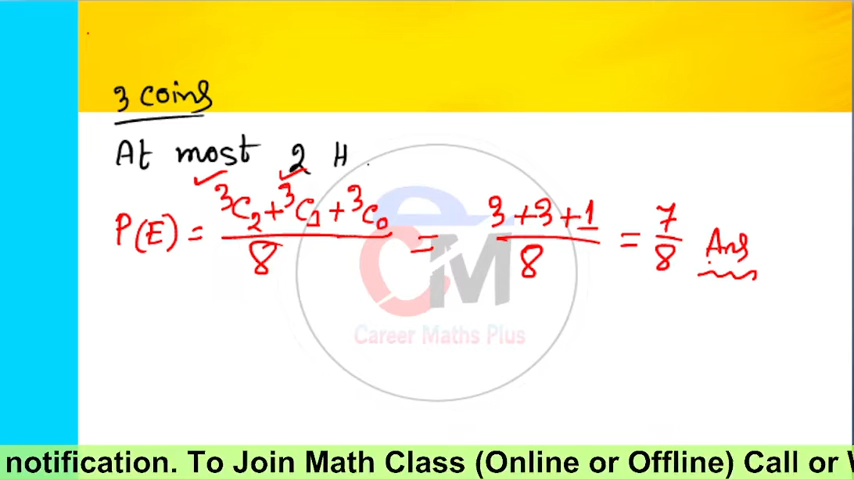 3 coins
At most 2 H.
P(E) = (³C₂ + ³C₁ + ³C₀)/8 = (3+3+1)/8 = 7/8 Ans
eCM
Career Maths Plus
notification. To Join Math Class (Online or Offline) Call or